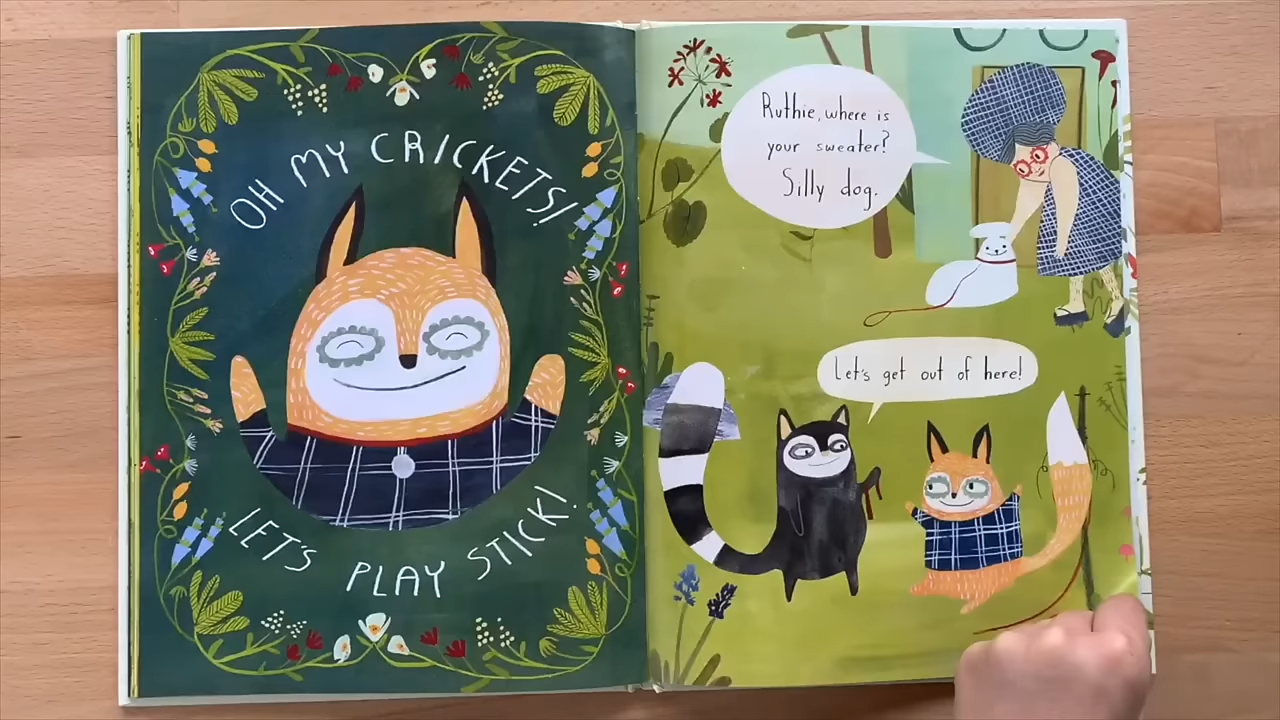 OH MY CRICKETS!
LET'S PLAY STICK!
Ruthie, where is
your sweater?
Silly dog.
Let's get out of here!